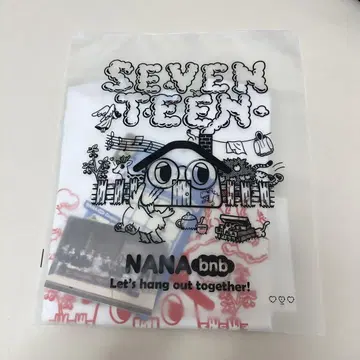 SEVEN
TEEN
NANA bnb
Let's hang out together!